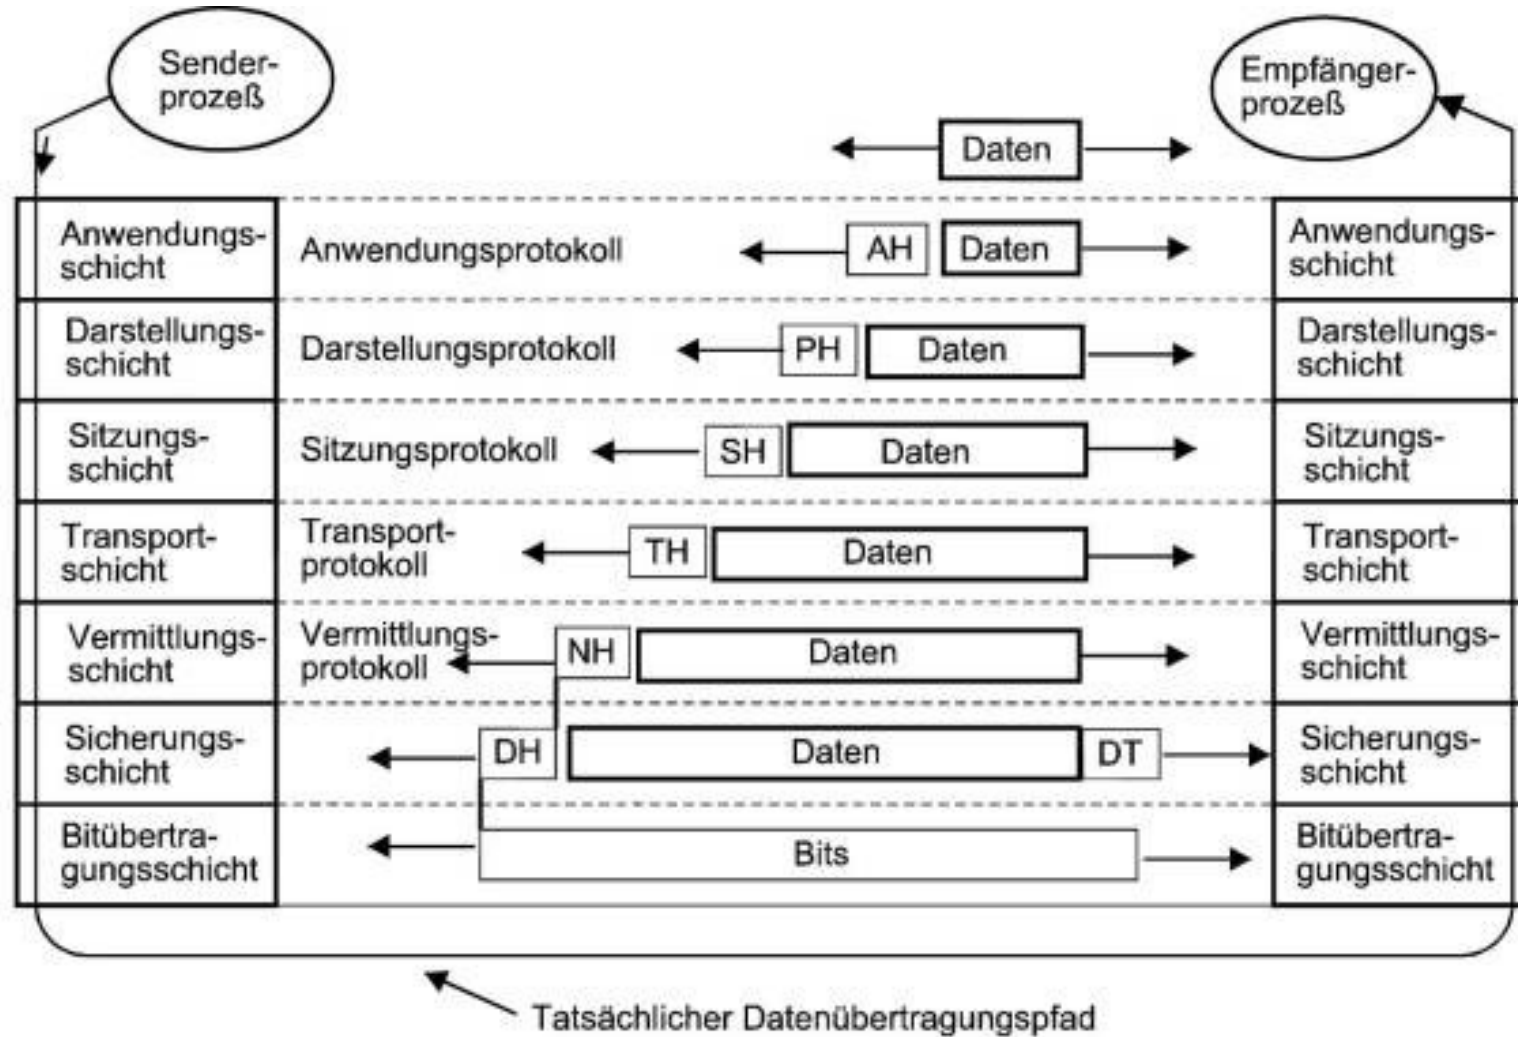 Sender-
prozeß
Empfänger-
prozeß
Daten
Anwendungs-
schicht
Anwendungsprotokoll
AH
Daten
Anwendungs-
schicht
Darstellungs-
schicht
Darstellungsprotokoll
PH
Daten
Darstellungs-
schicht
Sitzungs-
schicht
Sitzungsprotokoll
SH
Daten
Sitzungs-
schicht
Transport-
schicht
Transport-
protokoll
TH
Daten
Transport-
schicht
Vermittlungs-
schicht
Vermittlungs-
protokoll
NH
Daten
Vermittlungs-
schicht
Sicherungs-
schicht
DH
Daten
DT
Sicherungs-
schicht
Bitübertra-
gungsschicht
Bits
Bitübertra-
gungsschicht
Tatsächlicher Datenübertragungspfad